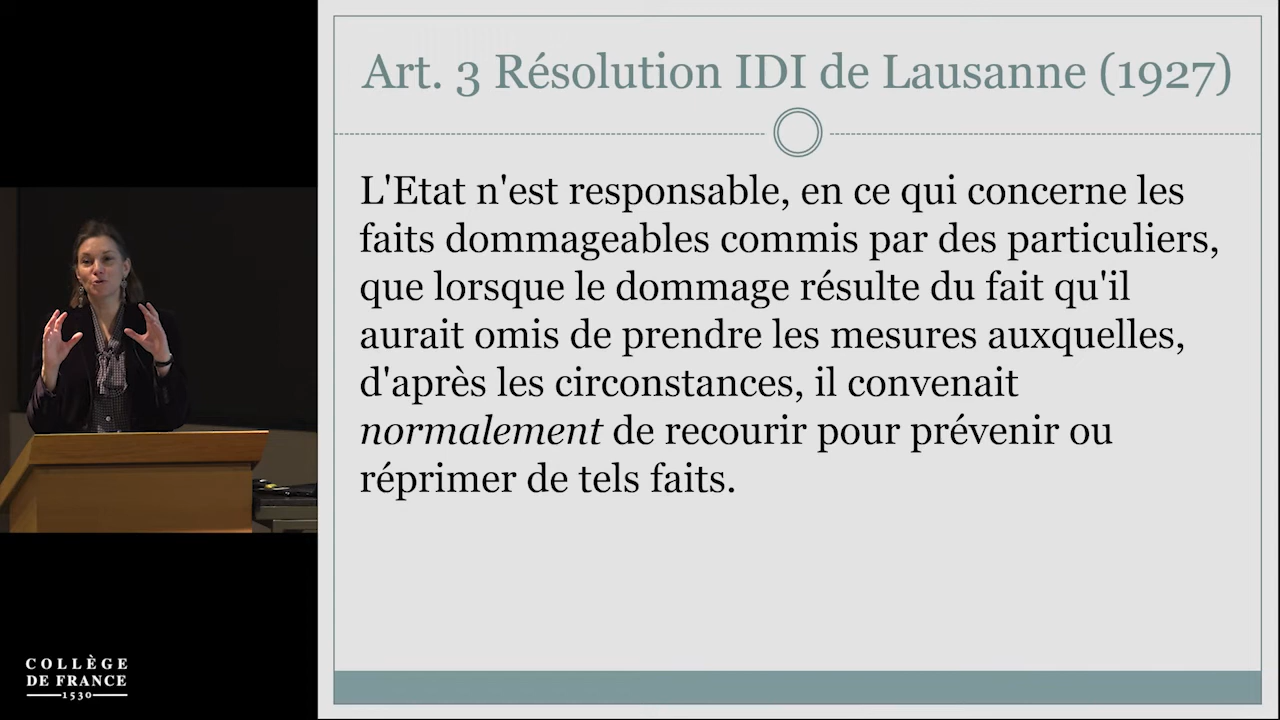 Art. 3 Résolution IDI de Lausanne (1927)
L'Etat n'est responsable, en ce qui concerne les
faits dommageables commis par des particuliers,
que lorsque le dommage résulte du fait qu'il
aurait omis de prendre les mesures auxquelles,
d'après les circonstances, il convenait
normalement de recourir pour prévenir ou
réprimer de tels faits.
COLLÈGE
DE FRANCE
1530